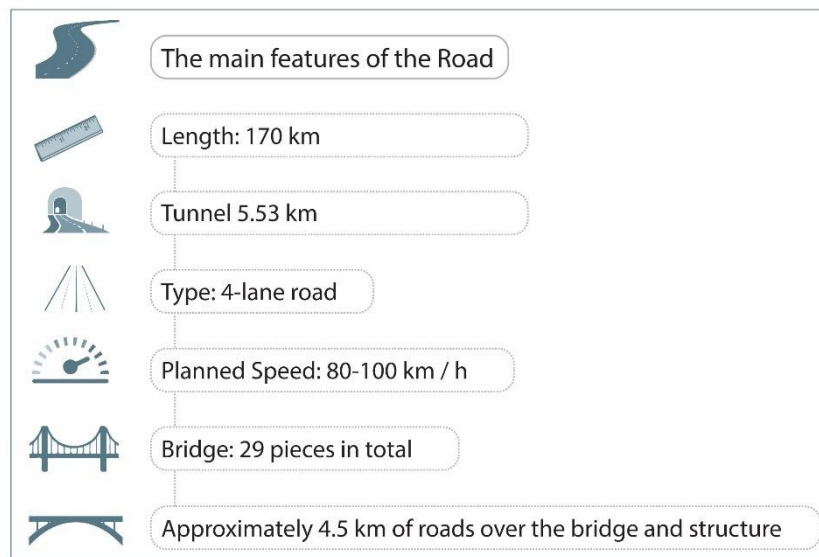 The main features of the Road
Length: 170 km
Tunnel 5.53 km
Type: 4-lane road
Planned Speed: 80-100 km / h
Bridge: 29 pieces in total
Approximately 4.5 km of roads over the bridge and structure